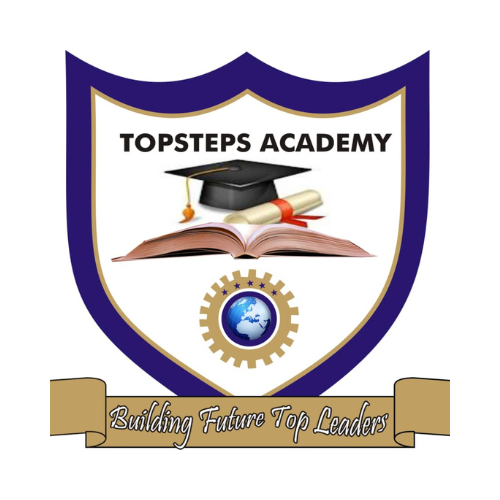 TOPSTEPS ACADEMY
Building Future Top Leaders